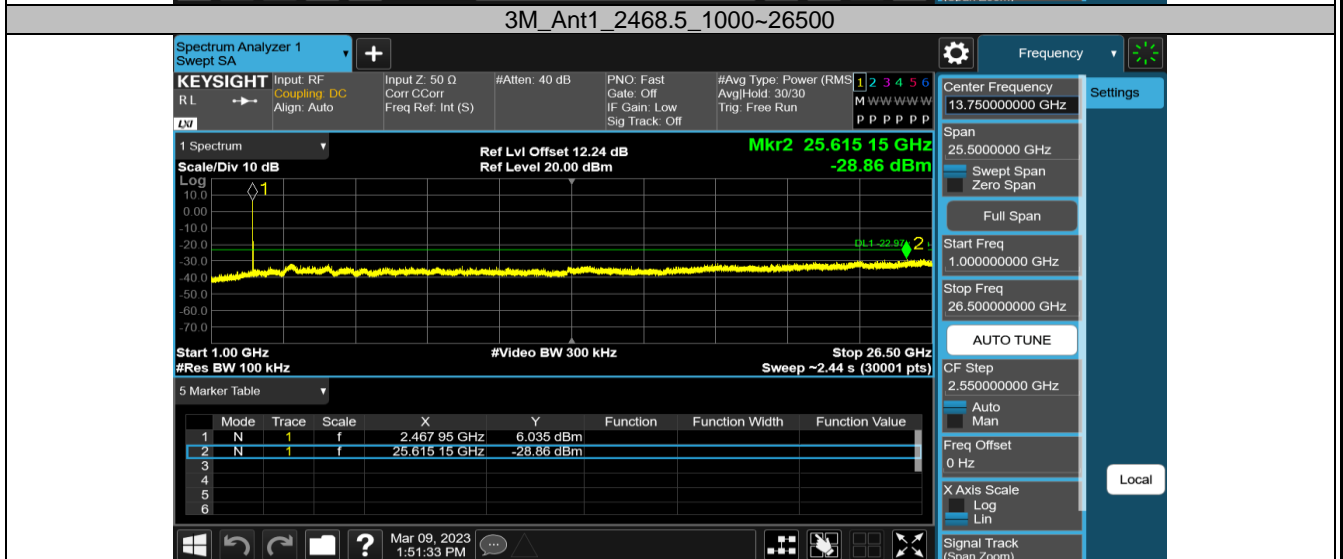 3M_Ant1_2468.5_1000~26500
Spectrum Analyzer 1
Swept SA
Frequency
KEYSIGHT
R L
LXI
Input: RF
Coupling: DC
Align: Auto
Input Z: 50 Ω
Corr CCorr
Freq Ref: Int (S)
#Atten: 40 dB
PNO: Fast
Gate: Off
IF Gain: Low
Sig Track: Off
#Avg Type: Power (RMS
Avg|Hold: 30/30
Trig: Free Run
1 2 3 4 5 6
M W W W W W
P P P P P P
1 Spectrum
Scale/Div 10 dB
Ref Lvl Offset 12.24 dB
Ref Level 20.00 dBm
Mkr2 25.615 15 GHz
-28.86 dBm
Log
10.0
0.00
-10.0
-20.0
-30.0
-40.0
-50.0
-60.0
-70.0
1
DL1 -22.97
2
Start 1.00 GHz
#Res BW 100 kHz
#Video BW 300 kHz
Stop 26.50 GHz
Sweep ~2.44 s (30001 pts)
5 Marker Table
Mode Trace Scale X Y Function Function Width Function Value
1 N 1 f 2.467 95 GHz 6.035 dBm
2 N 1 f 25.615 15 GHz -28.86 dBm
3
4
5
6
Mar 09, 2023
1:51:33 PM
Center Frequency
13.750000000 GHz
Settings
Span
25.5000000 GHz
Swept Span
Zero Span
Full Span
Start Freq
1.000000000 GHz
Stop Freq
26.500000000 GHz
AUTO TUNE
CF Step
2.550000000 GHz
Auto
Man
Freq Offset
0 Hz
X Axis Scale
Log
Lin
Local
Signal Track
(Span Zoom)